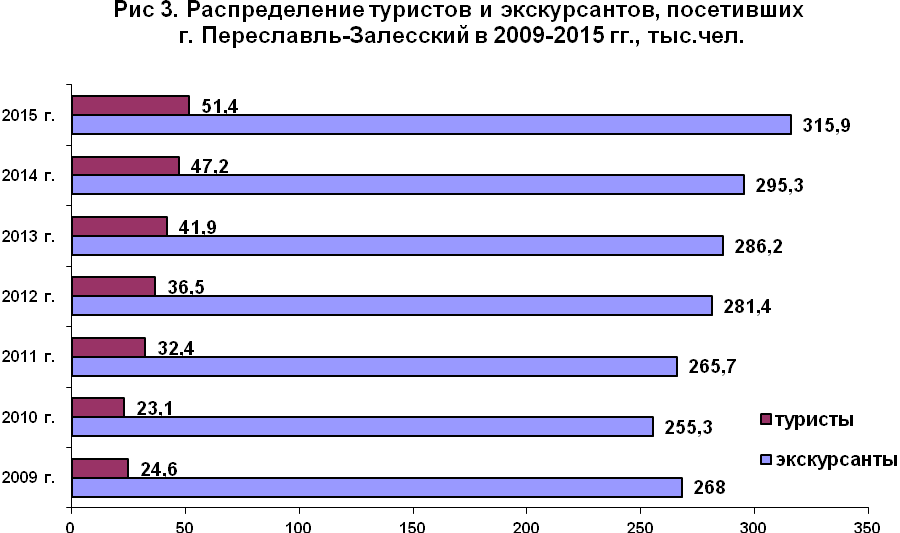 Рис 3. Распределение туристов и экскурсантов, посетивших
г. Переславль-Залесский в 2009-2015 гг., тыс.чел.
2015 г.
51,4
315,9
2014 г.
47,2
295,3
2013 г.
41,9
286,2
2012 г.
36,5
281,4
2011 г.
32,4
265,7
2010 г.
23,1
255,3
2009 г.
24,6
268
туристы
экскурсанты
0 50 100 150 200 250 300 350